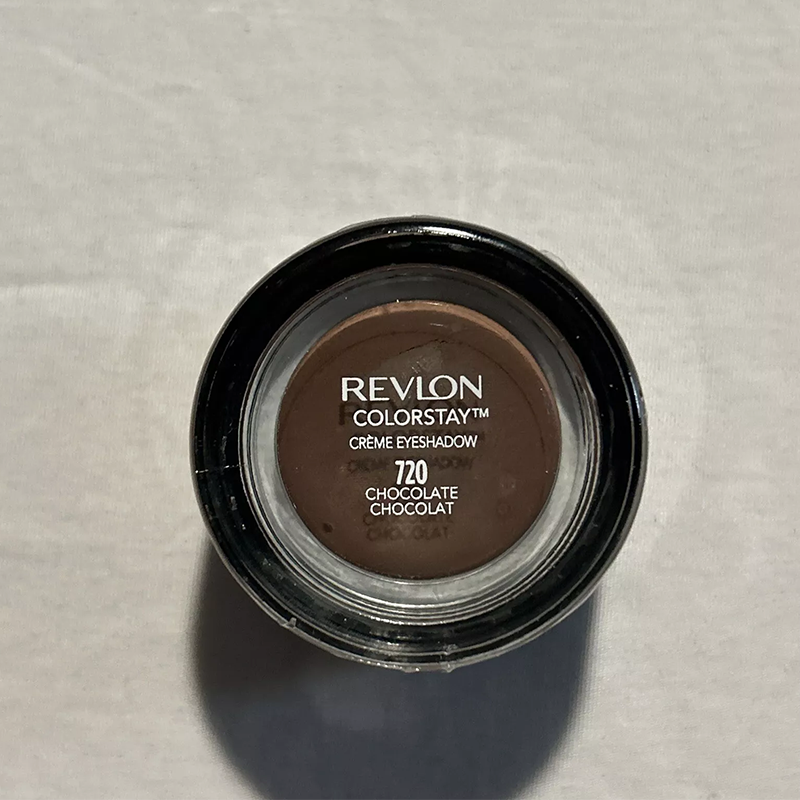 REVLON
COLORSTAY™
CRÈME EYESHADOW
720
CHOCOLATE
CHOCOLAT